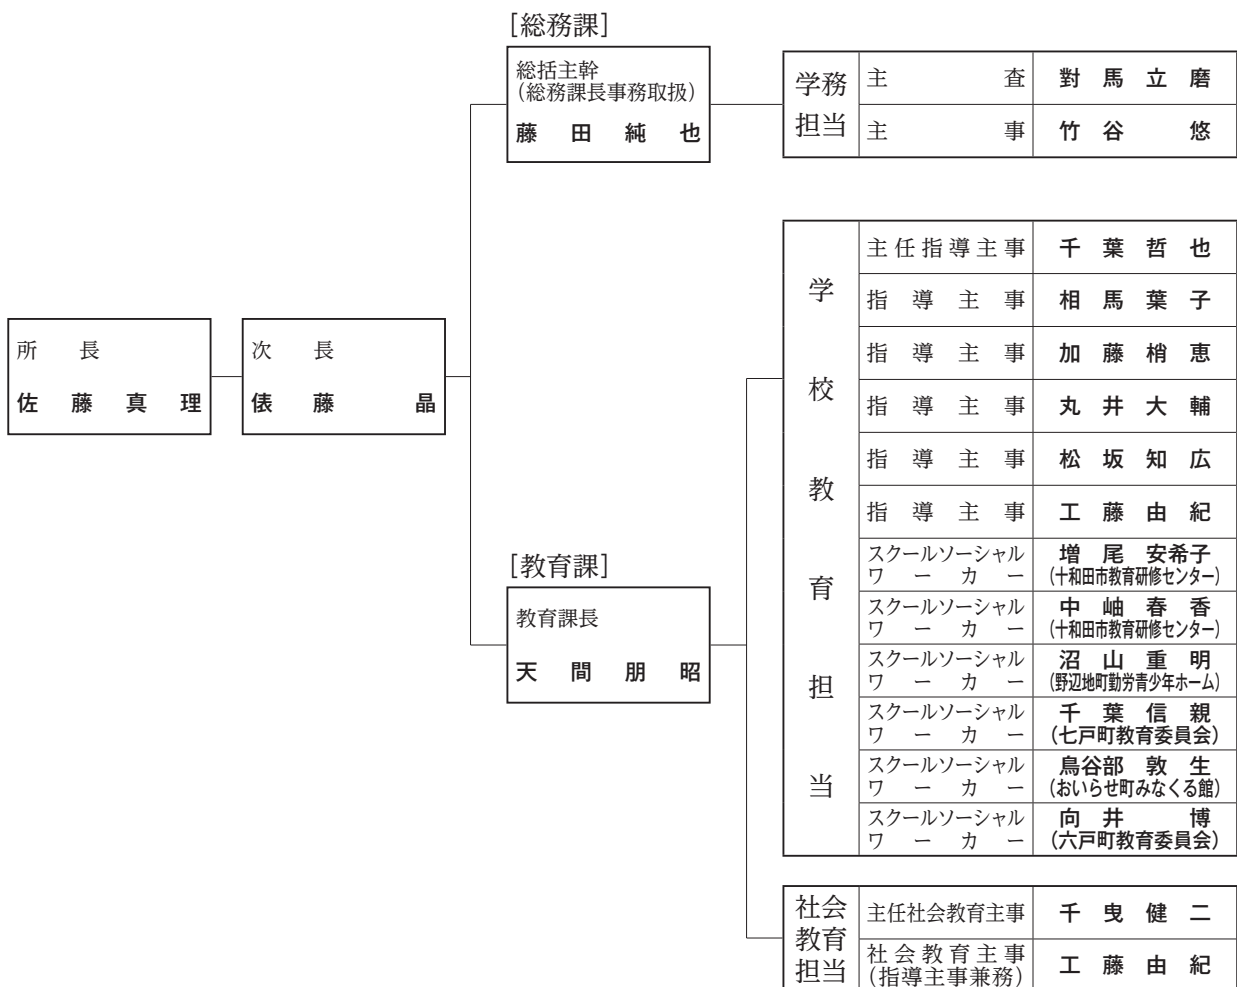 [総務課]
総括主幹
(総務課長事務取扱)
藤田純也
学務
担当
主査 對馬立磨
主事 竹谷悠
所長
佐藤真理
次長
俵藤晶
[教育課]
教育課長
天間朋昭
学校教育担当
主任指導主事 千葉哲也
指導主事 相馬葉子
指導主事 加藤梢恵
指導主事 丸井大輔
指導主事 松坂知広
指導主事 工藤由紀
スクールソーシャル
ワーカー
増尾安希子
(十和田市教育研修センター)
スクールソーシャル
ワーカー
中岫春香
(十和田市教育研修センター)
スクールソーシャル
ワーカー
沼山重明
(野辺地町勤労青少年ホーム)
スクールソーシャル
ワーカー
千葉信親
(七戸町教育委員会)
スクールソーシャル
ワーカー
鳥谷部敦生
(おいらせ町みなくる館)
スクールソーシャル
ワーカー
向井博
(六戸町教育委員会)
社会
教育
担当
主任社会教育主事 千曳健二
社会教育主事
(指導主事兼務)
工藤由紀